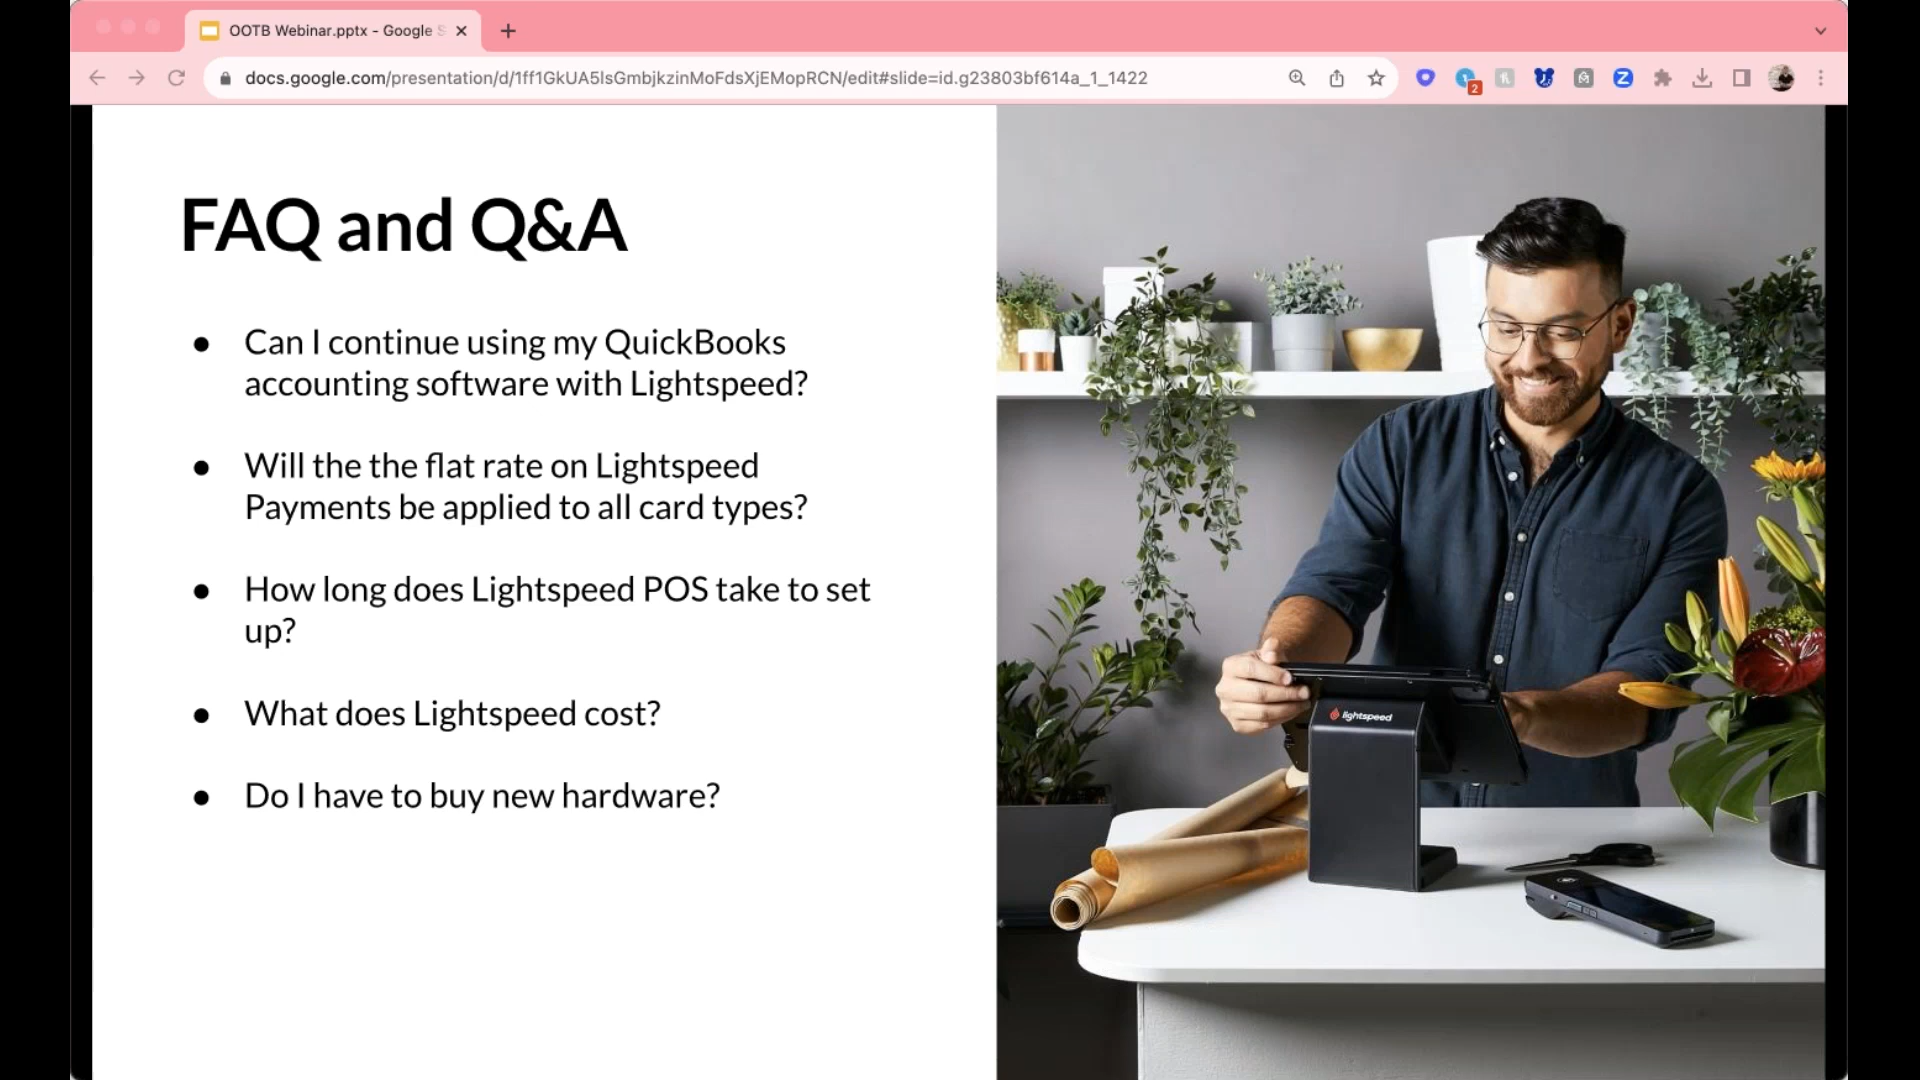 OOTB Webinar.pptx - Google S
docs.google.com/presentation/d/1ff1GkUA5lsGmbjkzinMoFdsXjEMopRCN/edit#slide=id.g23803bf614a_1_1422
2
FAQ and Q&A
● Can I continue using my QuickBooks
accounting software with Lightspeed?
● Will the the flat rate on Lightspeed
Payments be applied to all card types?
● How long does Lightspeed POS take to set
up?
● What does Lightspeed cost?
● Do I have to buy new hardware?
lightspeed